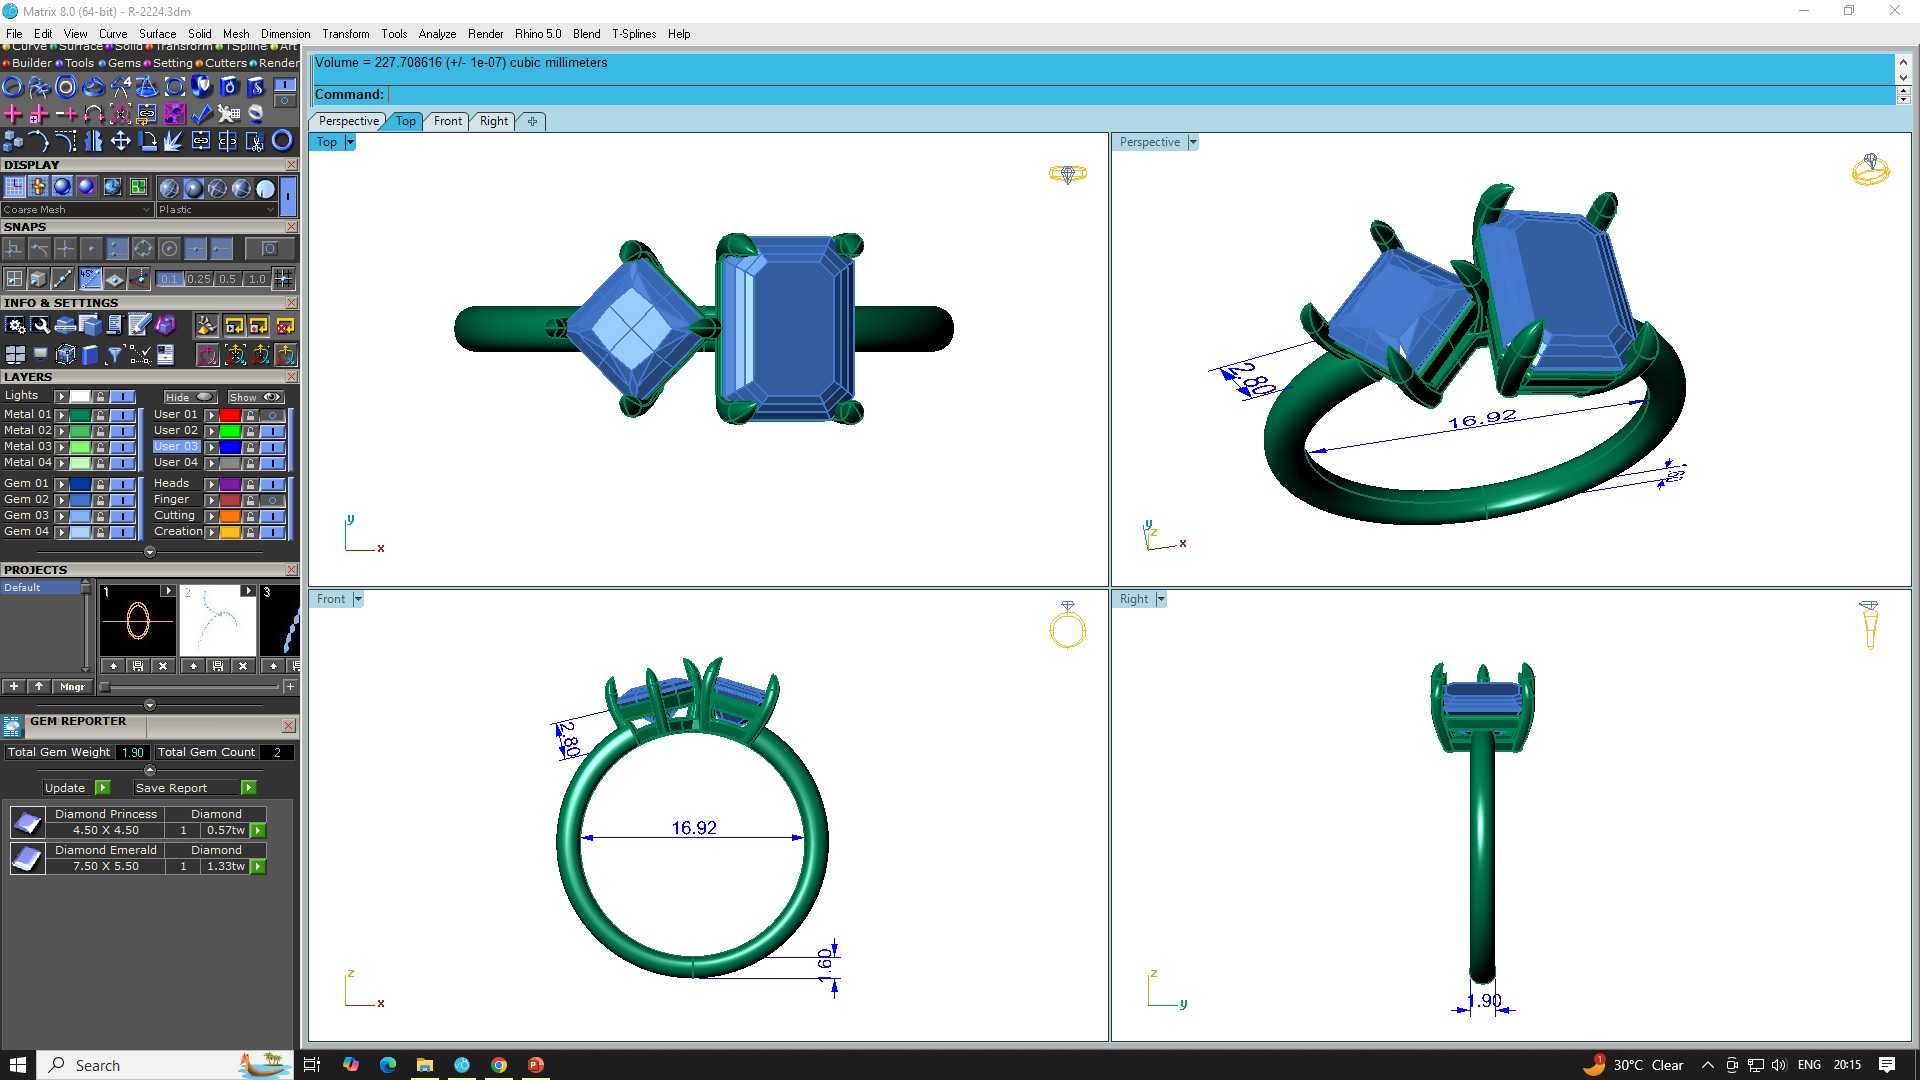 Matrix 8.0 (64-bit) - R-2224.3dm
File Edit View Curve Surface Solid Mesh Dimension Transform Tools Analyze Render Rhino 5.0 Blend T-Splines Help
Curve Surface Solid Transform TSpline Art
Builder Tools Gems Setting Cutters Render
Volume = 227.708616 (+/- 1e-07) cubic millimeters
Command:
Perspective Top Front Right
DISPLAY
Coarse Mesh Plastic
SNAPS
45°
0.1 0.25 0.5 1.0
INFO & SETTINGS
LAYERS
Lights Hide Show
Metal 01 User 01
Metal 02 User 02
Metal 03 User 03
Metal 04 User 04
Gem 01 Heads
Gem 02 Finger
Gem 03 Cutting
Gem 04 Creation
PROJECTS
Default
1 2 3
Mngr
GEM REPORTER
Total Gem Weight 1.90 Total Gem Count 2
Update Save Report
Diamond Princess Diamond
4.50 X 4.50 1 0.57tw
Diamond Emerald Diamond
7.50 X 5.50 1 1.33tw
Top
y
x
Perspective
2.80
16.92
y
z
x
Front
2.80
16.92
1.60
z
x
Right
1.90
z
y
Search
1
30°C Clear
ENG
20:15